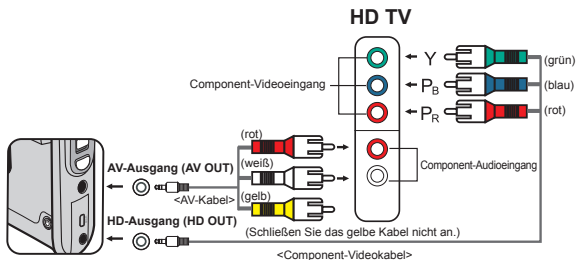 HD TV
Y
(grün)
Component-Videoeingang
PB
(blau)
PR
(rot)
(rot)
AV-Ausgang (AV OUT)
(weiß)
Component-Audioeingang
<AV-Kabel>
(gelb)
HD-Ausgang (HD OUT)
(Schließen Sie das gelbe Kabel nicht an.)
<Component-Videokabel>